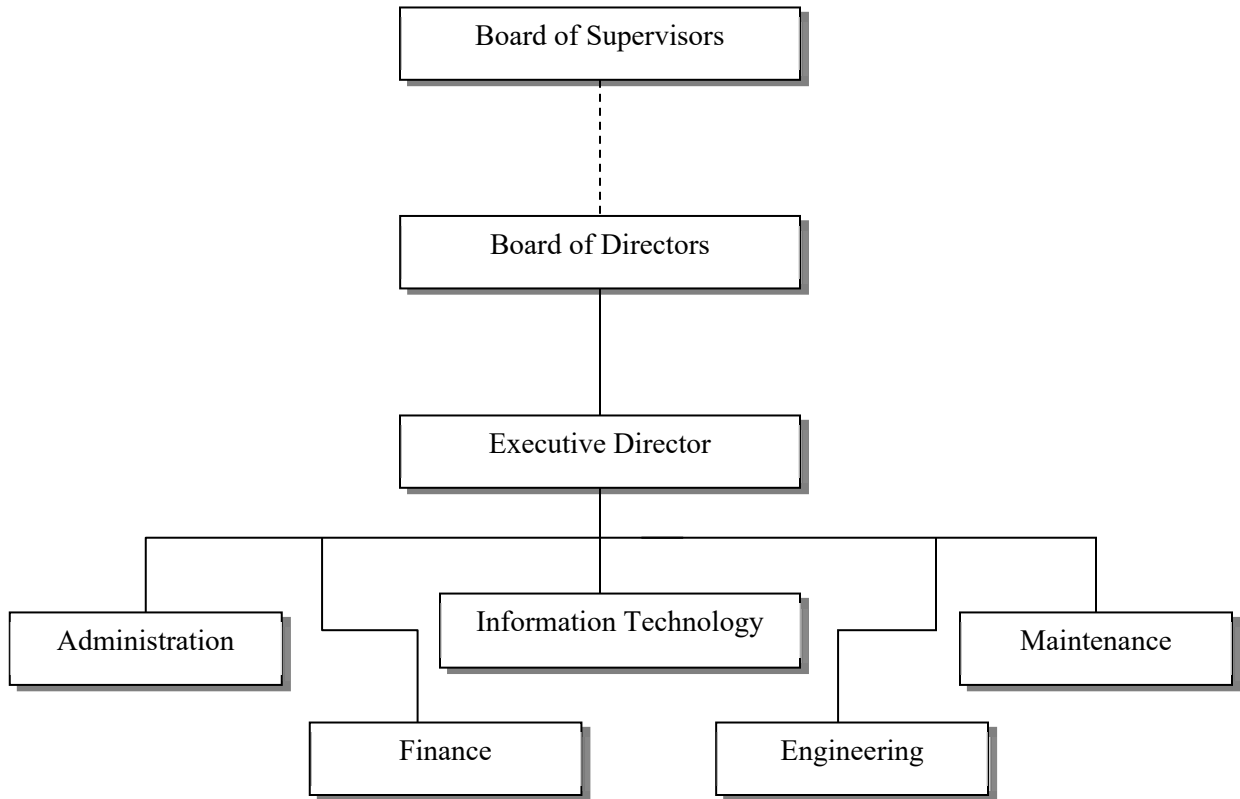 Board of Supervisors
Board of Directors
Executive Director
Administration
Information Technology
Maintenance
Finance
Engineering